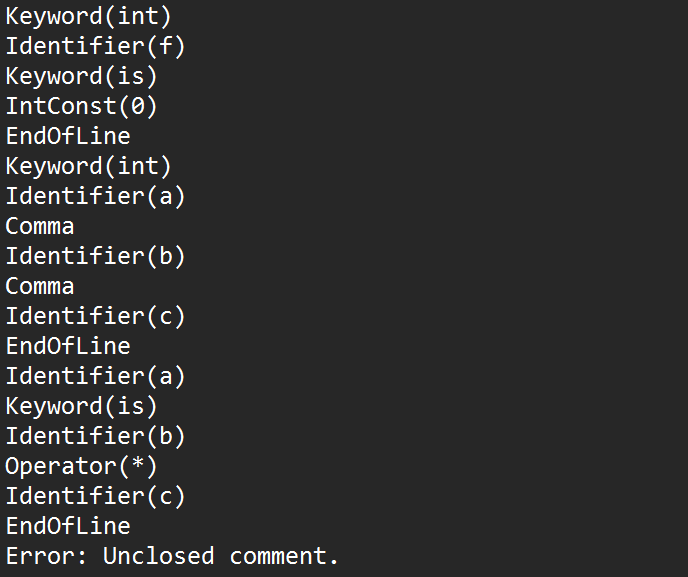 Keyword(int)
Identifier(f)
Keyword(is)
IntConst(0)
EndOfLine
Keyword(int)
Identifier(a)
Comma
Identifier(b)
Comma
Identifier(c)
EndOfLine
Identifier(a)
Keyword(is)
Identifier(b)
Operator(*)
Identifier(c)
EndOfLine
Error: Unclosed comment.